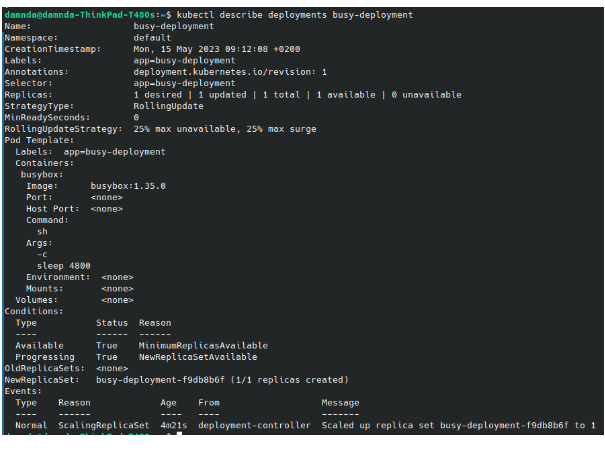 damnda@damnda-ThinkPad-T480s:~$ kubectl describe deployments busy-deployment
Name:                   busy-deployment
Namespace:              default
CreationTimestamp:      Mon, 15 May 2023 09:12:08 +0200
Labels:                 app=busy-deployment
Annotations:            deployment.kubernetes.io/revision: 1
Selector:               app=busy-deployment
Replicas:               1 desired | 1 updated | 1 total | 1 available | 0 unavailable
StrategyType:           RollingUpdate
MinReadySeconds:        0
RollingUpdateStrategy:  25% max unavailable, 25% max surge
Pod Template:
  Labels:  app=busy-deployment
  Containers:
   busybox:
    Image:      busybox:1.35.0
    Port:       <none>
    Host Port:  <none>
    Command:
      sh
    Args:
      -c
      sleep 4800
    Environment:  <none>
    Mounts:       <none>
  Volumes:        <none>
Conditions:
  Type           Status  Reason
  ----           ------  ------
  Available      True    MinimumReplicasAvailable
  Progressing    True    NewReplicaSetAvailable
OldReplicaSets:  <none>
NewReplicaSet:   busy-deployment-f9db8b6f (1/1 replicas created)
Events:
  Type    Reason             Age    From                   Message
  ----    ------             ----   ----                   -------
  Normal  ScalingReplicaSet  4m21s  deployment-controller  Scaled up replica set busy-deployment-f9db8b6f to 1